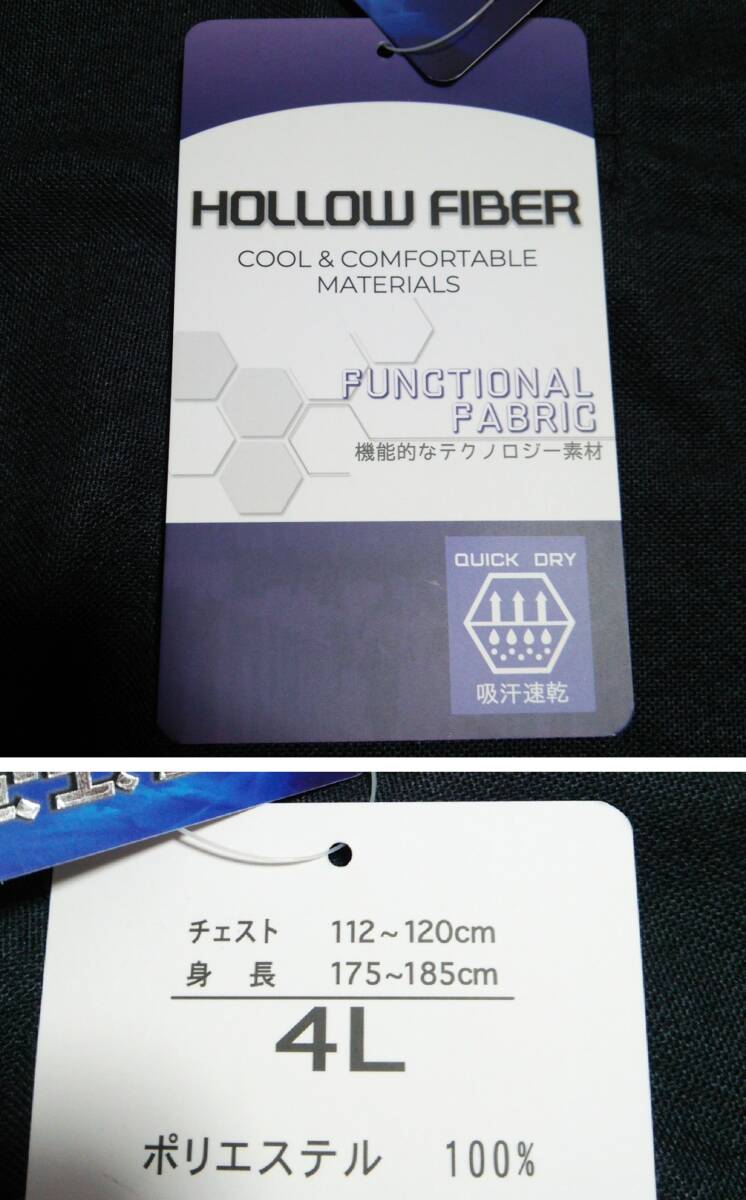 HOLLOW FIBER
COOL & COMFORTABLE
MATERIALS
FUNCTIONAL
FABRIC
機能的なテクノロジー素材
QUICK DRY
吸汗速乾
チェスト 112~120cm
身 長 175~185cm
4L
ポリエステル 100%